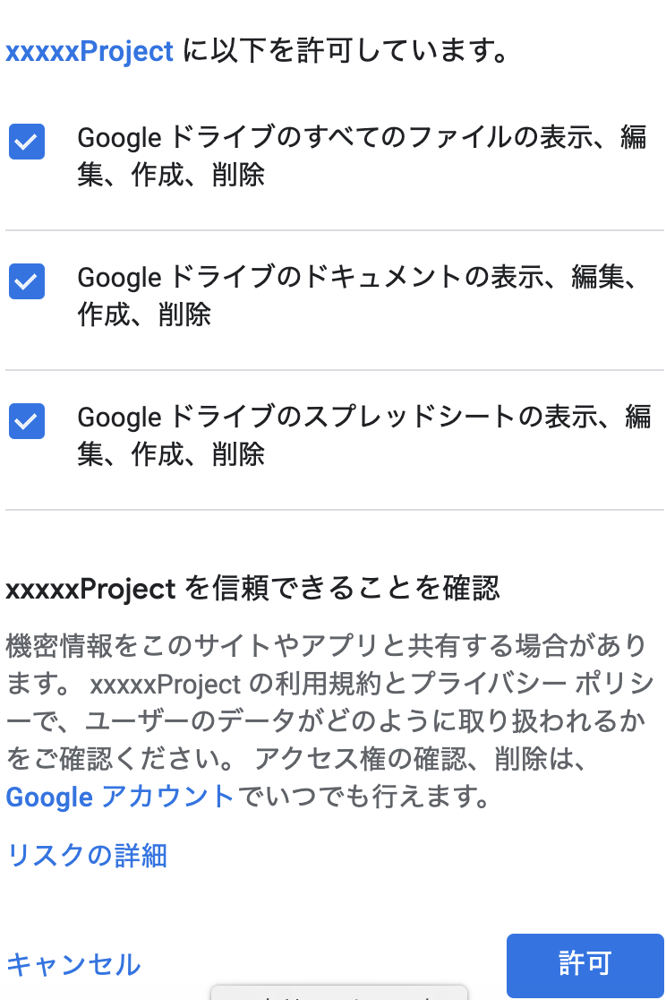 xxxxxProject に以下を許可しています。
Google ドライブのすべてのファイルの表示、編
集、作成、削除
Google ドライブのドキュメントの表示、編集、
作成、削除
Google ドライブのスプレッドシートの表示、編
集、作成、削除
xxxxxProject を信頼できることを確認
機密情報をこのサイトやアプリと共有する場合があり
ます。 xxxxxProject の利用規約とプライバシー ポリシ
ーで、ユーザーのデータがどのように取り扱われるか
をご確認ください。 アクセス権の確認、削除は、
Google アカウントでいつでも行えます。
リスクの詳細
キャンセル
許可